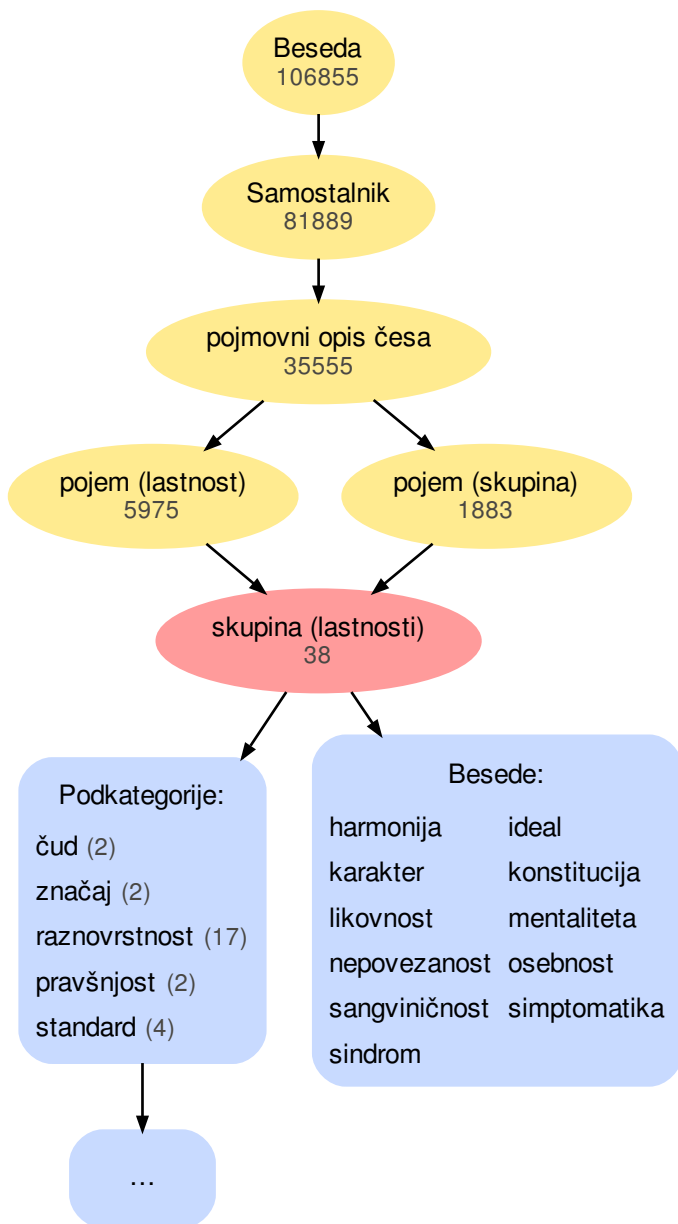 Beseda
106855
Samostalnik
81889
pojmovni opis česa
35555
pojem (lastnost)
5975
pojem (skupina)
1883
skupina (lastnosti)
38
Podkategorije:
čud (2)
značaj (2)
raznovrstnost (17)
pravšnjost (2)
standard (4)
...
Besede:
harmonija ideal
karakter konstitucija
likovnost mentaliteta
nepovezanost osebnost
sangviničnost simptomatika
sindrom